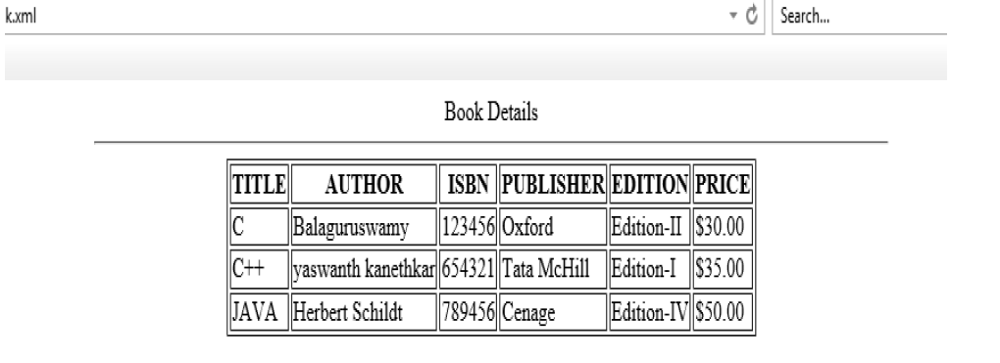 k.xml Search...
Book Details
TITLE AUTHOR ISBN PUBLISHER EDITION PRICE
C Balaguruswamy 123456 Oxford Edition-II $30.00
C++ yaswanth kanethkar 654321 Tata McHill Edition-I $35.00
JAVA Herbert Schildt 789456 Cenage Edition-IV $50.00